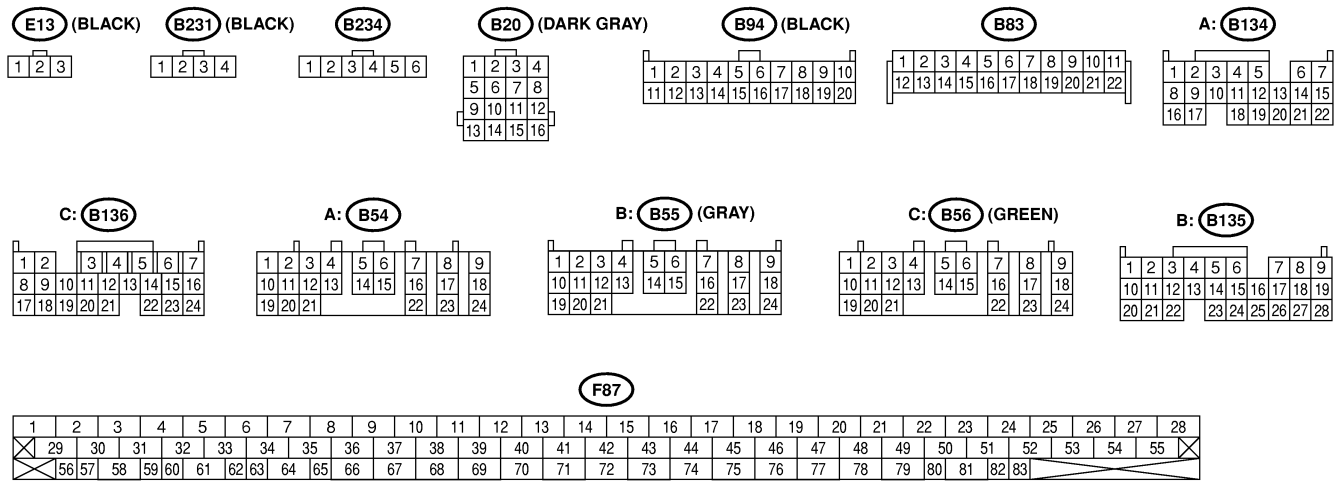 E13 (BLACK) B231 (BLACK) B234 B20 (DARK GRAY) B94 (BLACK) B83 A: B134
1 2 3
1 2 3 4
1 2 3 4 5 6
1 2 3 4
5 6 7 8
9 10 11 12
13 14 15 16
1 2 3 4 5 6 7 8 9 10
11 12 13 14 15 16 17 18 19 20
1 2 3 4 5 6 7 8 9 10 11
12 13 14 15 16 17 18 19 20 21 22
1 2 3 4 5 6 7
8 9 10 11 12 13 14 15
16 17 18 19 20 21 22
C: B136 A: B54 B: B55 (GRAY) C: B56 (GREEN) B: B135
1 2 3 4 5 6 7
8 9 10 11 12 13 14 15 16
17 18 19 20 21 22 23 24
1 2 3 4 5 6 7 8 9
10 11 12 13 14 15 16 17 18
19 20 21 22 23 24
1 2 3 4 5 6 7 8 9
10 11 12 13 14 15 16 17 18
19 20 21 22 23 24
1 2 3 4 5 6 7 8 9
10 11 12 13 14 15 16 17 18
19 20 21 22 23 24
1 2 3 4 5 6 7 8 9
10 11 12 13 14 15 16 17 18 19
20 21 22 23 24 25 26 27 28
F87
1 2 3 4 5 6 7 8 9 10 11 12 13 14 15 16 17 18 19 20 21 22 23 24 25 26 27 28
29 30 31 32 33 34 35 36 37 38 39 40 41 42 43 44 45 46 47 48 49 50 51 52 53 54 55
56 57 58 59 60 61 62 63 64 65 66 67 68 69 70 71 72 73 74 75 76 77 78 79 80 81 82 83